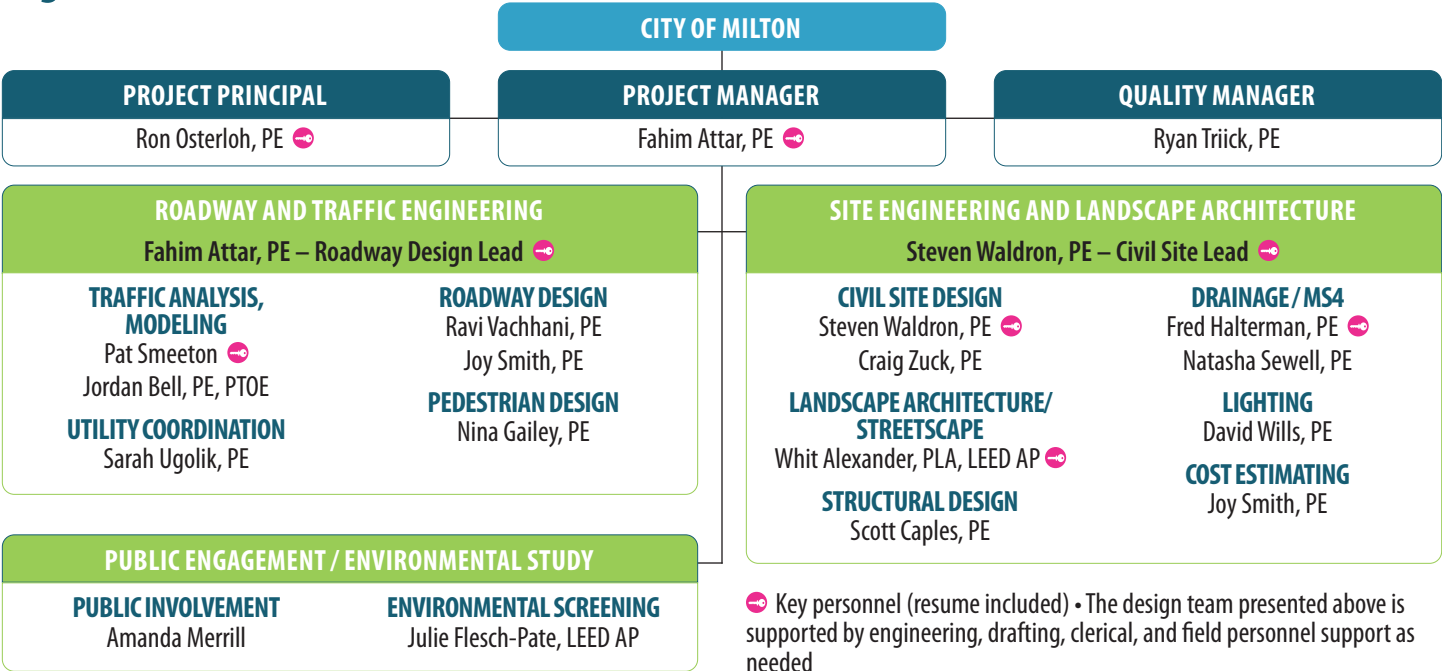 CITY OF MILTON
PROJECT PRINCIPAL
Ron Osterloh, PE
PROJECT MANAGER
Fahim Attar, PE
QUALITY MANAGER
Ryan Triick, PE
ROADWAY AND TRAFFIC ENGINEERING
Fahim Attar, PE – Roadway Design Lead
TRAFFIC ANALYSIS,
MODELING
Pat Smeeton
Jordan Bell, PE, PTOE
UTILITY COORDINATION
Sarah Ugolik, PE
ROADWAY DESIGN
Ravi Vachhani, PE
Joy Smith, PE
PEDESTRIAN DESIGN
Nina Gailey, PE
SITE ENGINEERING AND LANDSCAPE ARCHITECTURE
Steven Waldron, PE – Civil Site Lead
CIVIL SITE DESIGN
Steven Waldron, PE
Craig Zuck, PE
LANDSCAPE ARCHITECTURE/
STREETSCAPE
Whit Alexander, PLA, LEED AP
STRUCTURAL DESIGN
Scott Caples, PE
DRAINAGE / MS4
Fred Halterman, PE
Natasha Sewell, PE
LIGHTING
David Wills, PE
COST ESTIMATING
Joy Smith, PE
PUBLIC ENGAGEMENT / ENVIRONMENTAL STUDY
PUBLIC INVOLVEMENT
Amanda Merrill
ENVIRONMENTAL SCREENING
Julie Flesch-Pate, LEED AP
Key personnel (resume included) • The design team presented above is
supported by engineering, drafting, clerical, and field personnel support as
needed